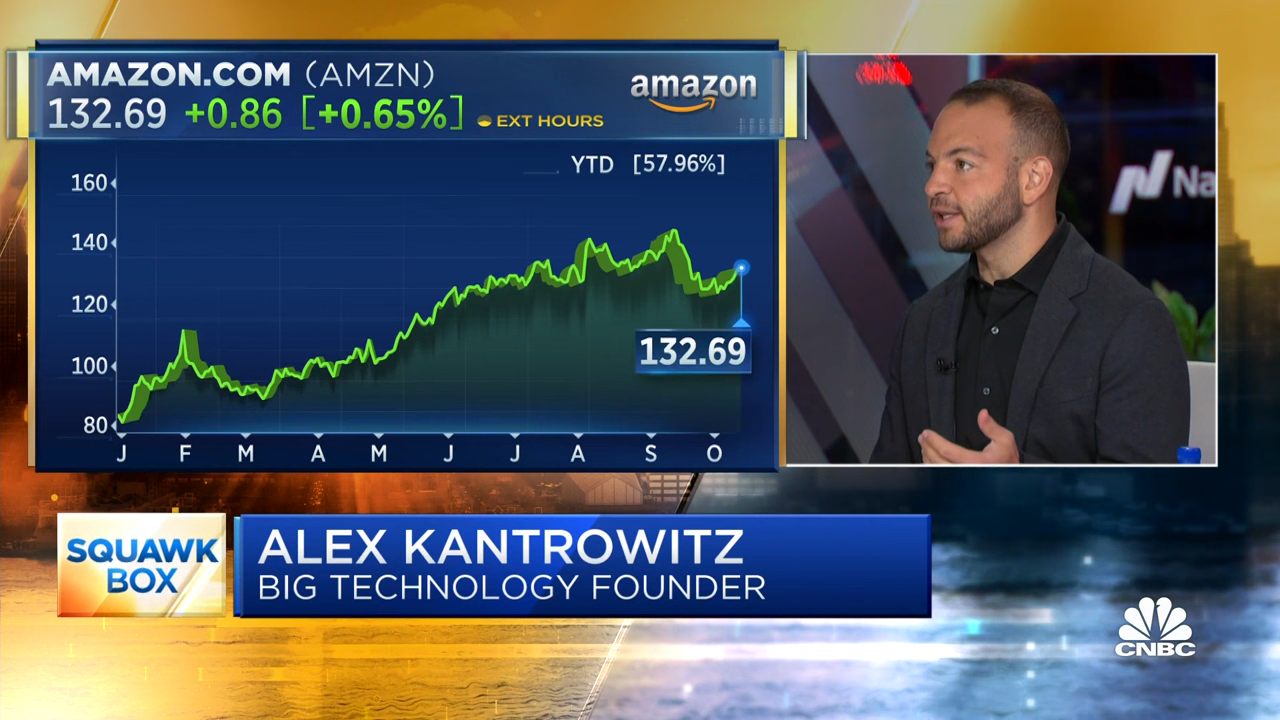 AMAZON.COM (AMZN)
132.69 +0.86 [+0.65%] EXT HOURS
amazon
YTD [57.96%]
160
140
120
100
80
132.69
J F M A M J J A S O
Na
SQUAWK
BOX
ALEX KANTROWITZ
BIG TECHNOLOGY FOUNDER
CNBC